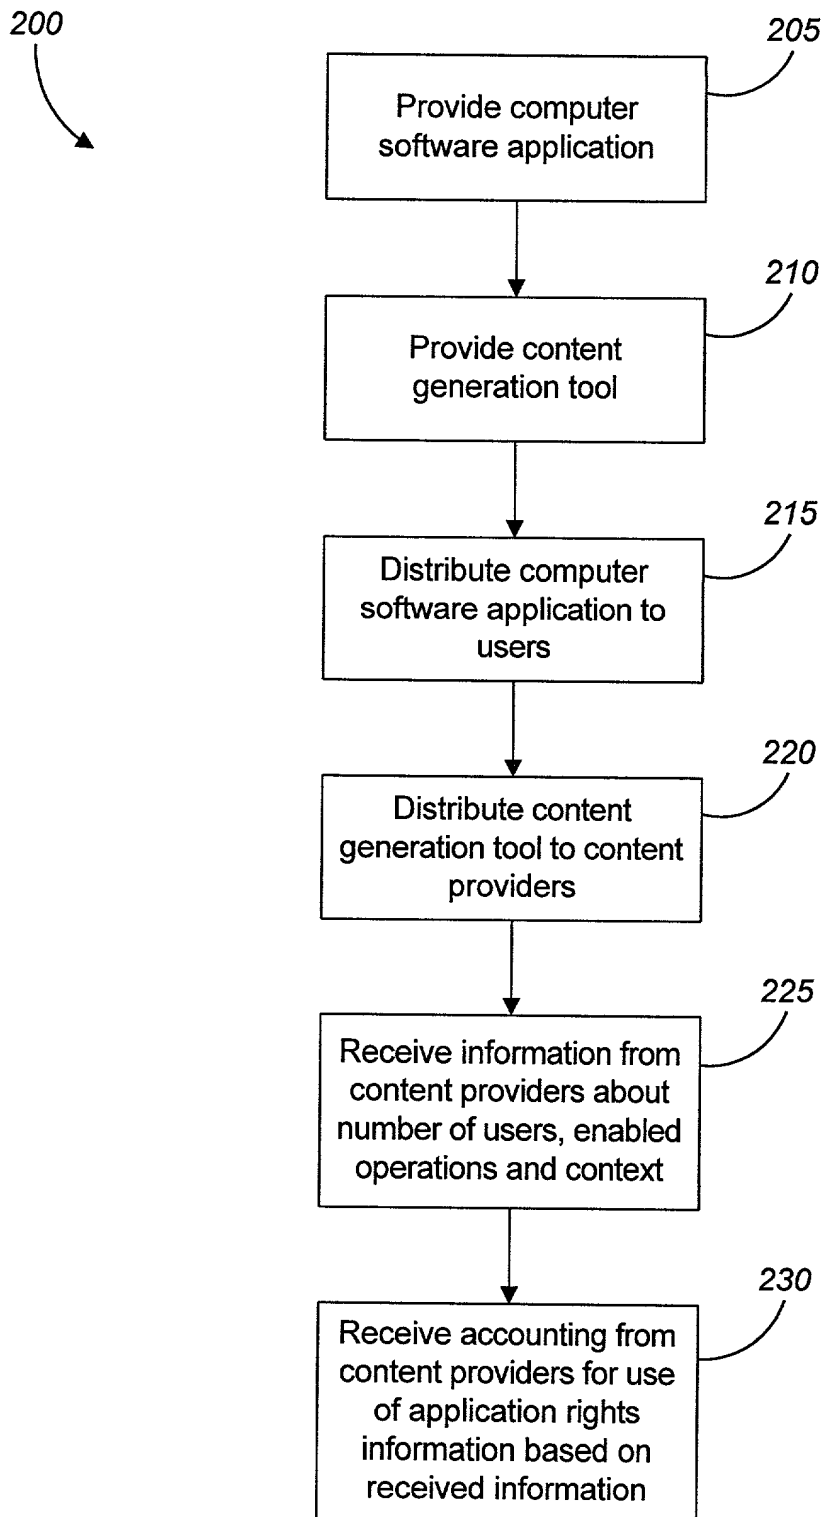 200
205
Provide computer
software application
210
Provide content
generation tool
215
Distribute computer
software application to
users
220
Distribute content
generation tool to content
providers
225
Receive information from
content providers about
number of users, enabled
operations and context
230
Receive accounting from
content providers for use
of application rights
information based on
received information